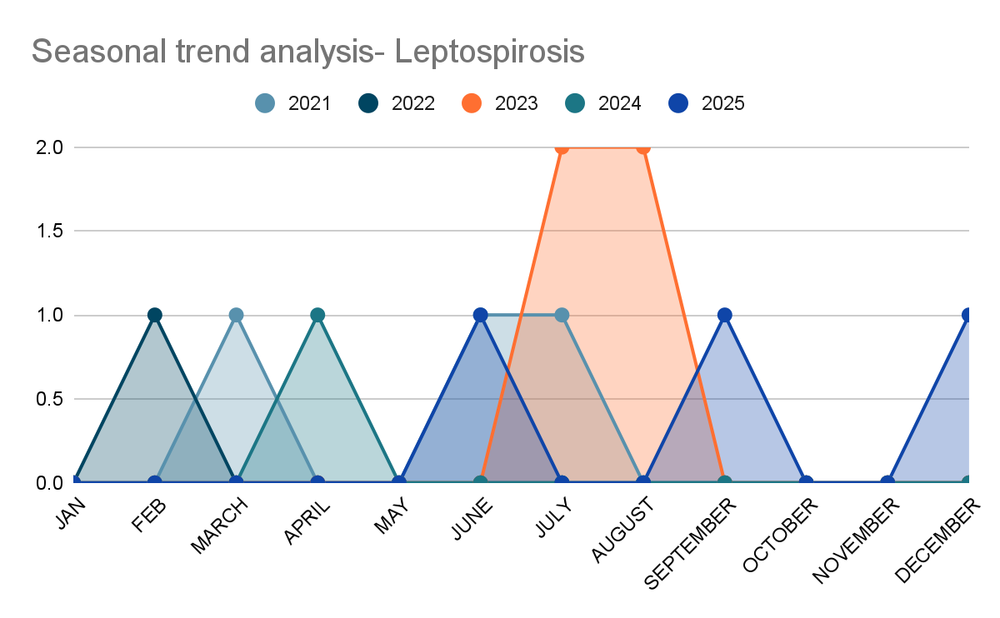 Seasonal trend analysis- Leptospirosis
2021 2022 2023 2024 2025
2.0
1.5
1.0
0.5
0.0
JAN FEB MARCH APRIL MAY JUNE JULY AUGUST SEPTEMBER OCTOBER NOVEMBER DECEMBER